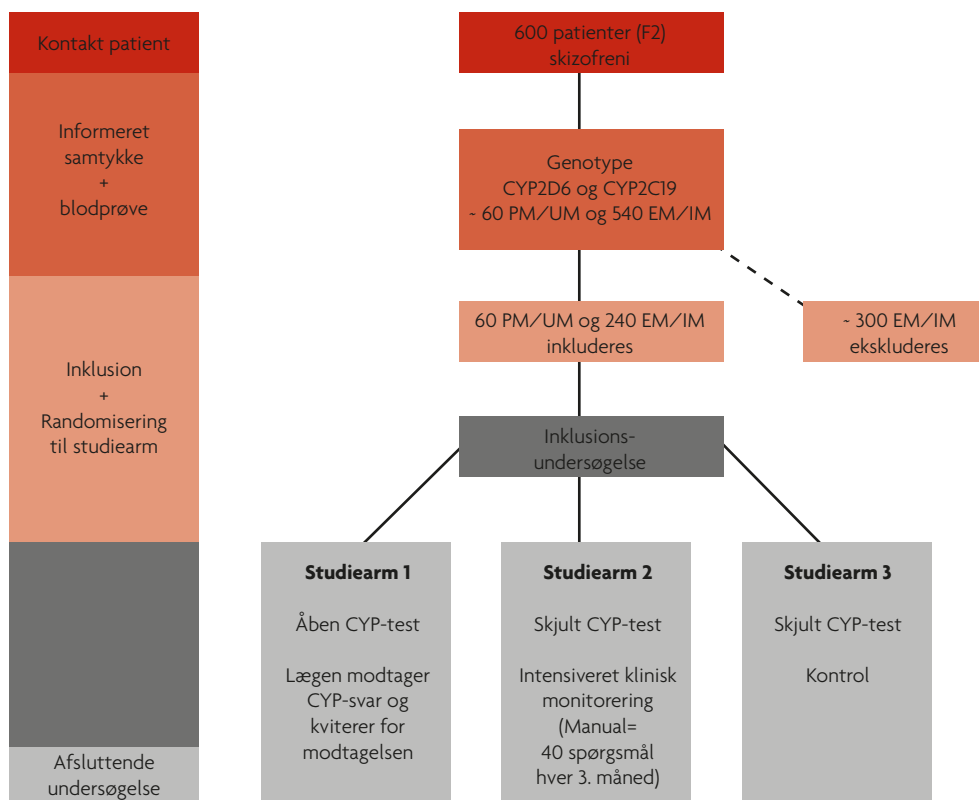 Kontakt patient
600 patienter (F2)
skizofreni
Informeret
samtykke
+
blodprøve
Genotype
CYP2D6 og CYP2C19
~ 60 PM/UM og 540 EM/IM
Inklusion
+
Randomisering
til studiearm
60 PM/UM og 240 EM/IM
inkluderes
~ 300 EM/IM
ekskluderes
Inklusions-
undersøgelse
Studiearm 1
Åben CYP-test
Lægen modtager
CYP-svar og
kviterer for
modtagelsen
Studiearm 2
Skjult CYP-test
Intensiveret klinisk
monitorering
(Manual=
40 spørgsmål
hver 3. måned)
Studiearm 3
Skjult CYP-test
Kontrol
Afsluttende
undersøgelse